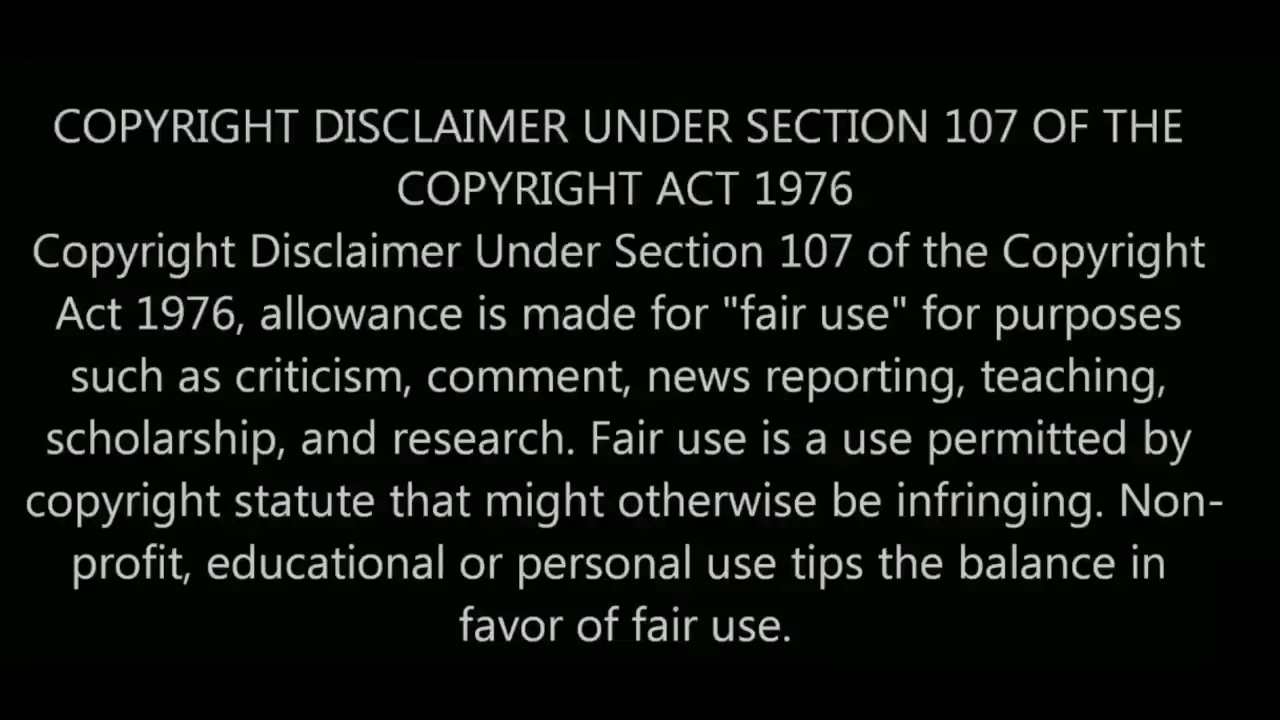 COPYRIGHT DISCLAIMER UNDER SECTION 107 OF THE
COPYRIGHT ACT 1976
Copyright Disclaimer Under Section 107 of the Copyright
Act 1976, allowance is made for "fair use" for purposes
such as criticism, comment, news reporting, teaching,
scholarship, and research. Fair use is a use permitted by
copyright statute that might otherwise be infringing. Non-
profit, educational or personal use tips the balance in
favor of fair use.